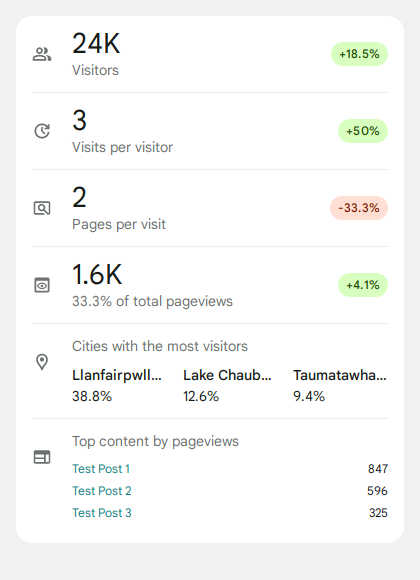 24K
+18.5%
Visitors
3
+50%
Visits per visitor
2
-33.3%
Pages per visit
1.6K
+4.1%
33.3% of total pageviews
Cities with the most visitors
Llanfairpwll... Lake Chaub... Taumatawha...
38.8% 12.6% 9.4%
Top content by pageviews
Test Post 1 847
Test Post 2 596
Test Post 3 325